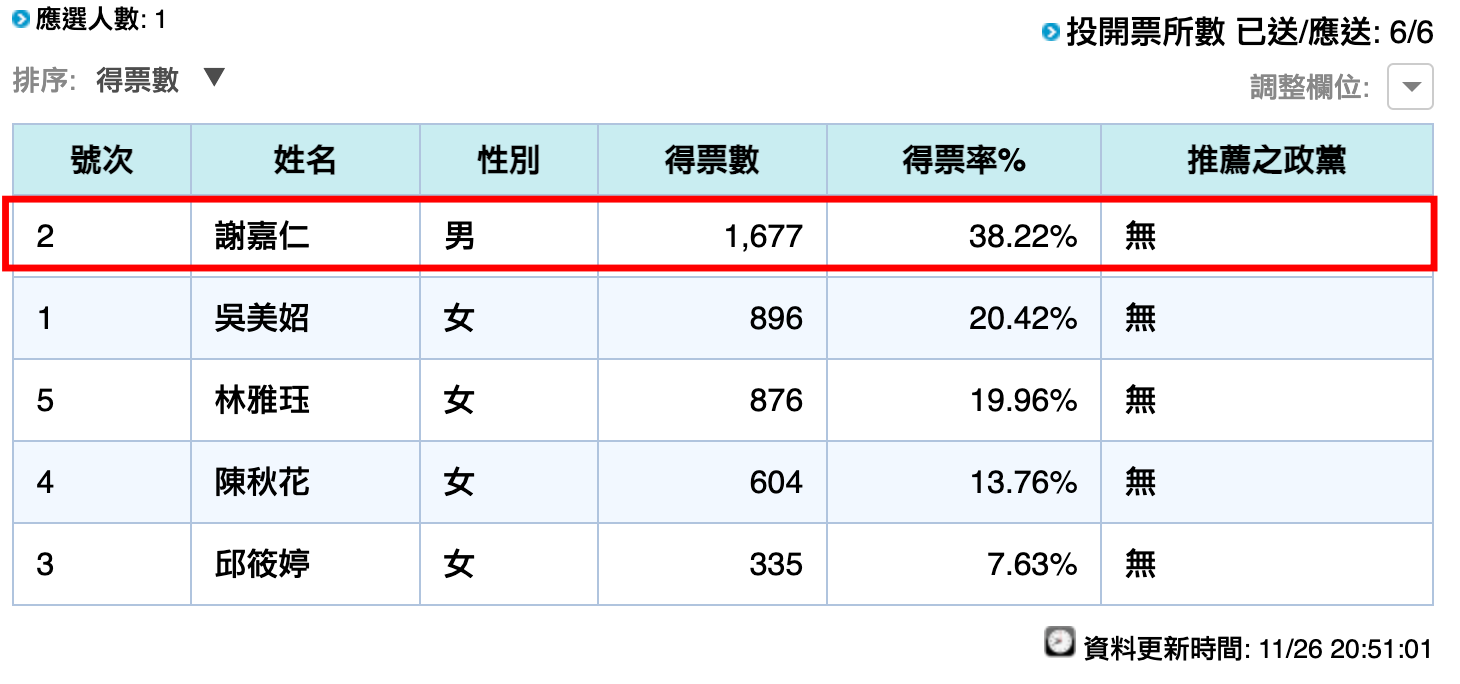 應選人數: 1
投開票所數 已送/應送: 6/6
排序: 得票數 ▼
調整欄位:
號次 姓名 性別 得票數 得票率% 推薦之政黨
2 謝嘉仁 男 1,677 38.22% 無
1 吳美妱 女 896 20.42% 無
5 林雅珏 女 876 19.96% 無
4 陳秋花 女 604 13.76% 無
3 邱筱婷 女 335 7.63% 無
資料更新時間: 11/26 20:51:01